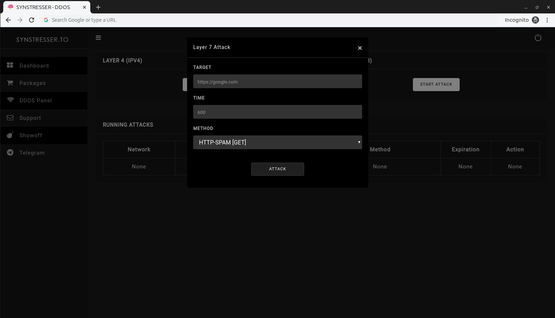 SYNSTRESSER - DDOS
Search Google or type a URL
Incognito
SYNSTRESSER.TO
Dashboard
Packages
DDOS Panel
Support
Showoff
Telegram
LAYER 4 (IPV4)
START ATTACK
RUNNING ATTACKS
Network
Method
Expiration
Action
None
None
None
None
Layer 7 Attack
TARGET
https://google.com
TIME
600
METHOD
HTTP-SPAM [GET]
ATTACK